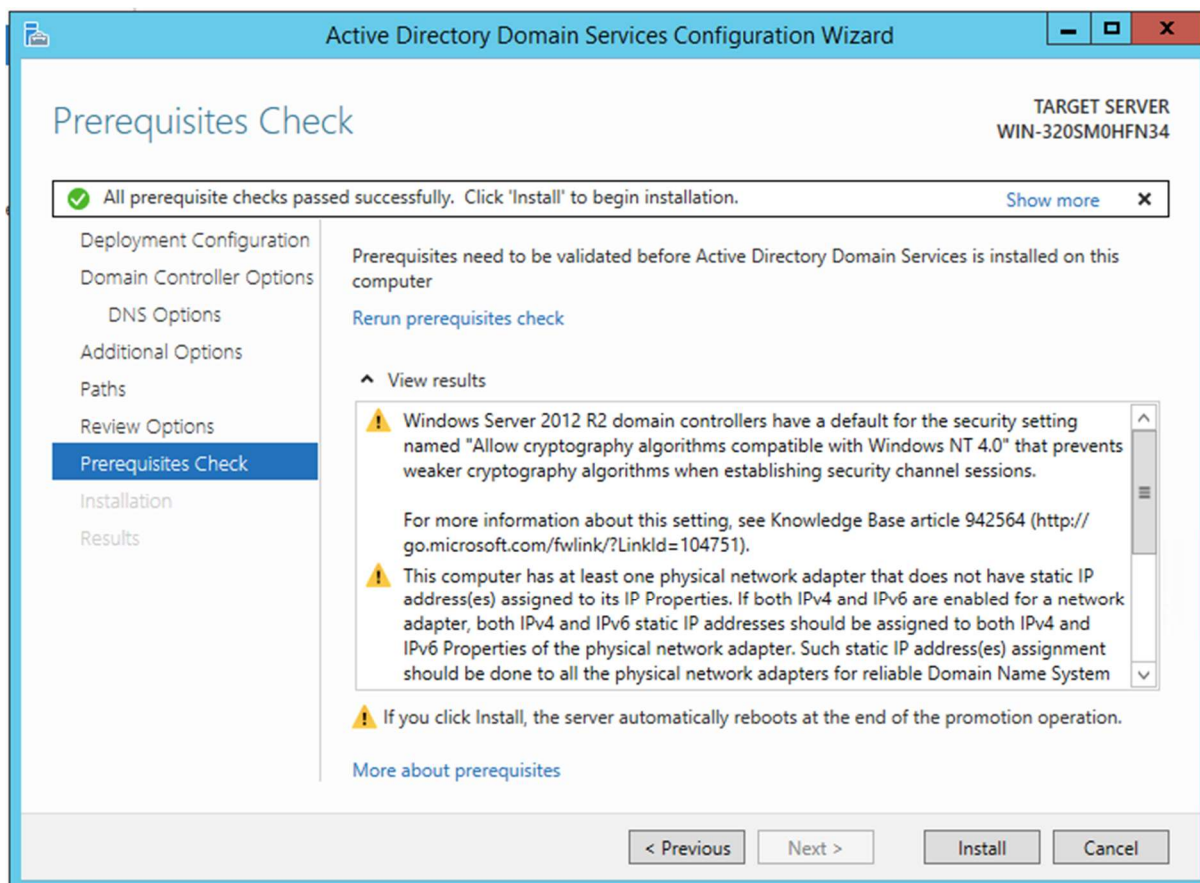 Active Directory Domain Services Configuration Wizard
Prerequisites Check
TARGET SERVER
WIN-320SM0HFN34
All prerequisite checks passed successfully.  Click 'Install' to begin installation.
Show more
Deployment Configuration
Domain Controller Options
DNS Options
Additional Options
Paths
Review Options
Prerequisites Check
Installation
Results
Prerequisites need to be validated before Active Directory Domain Services is installed on this
computer
Rerun prerequisites check
View results
Windows Server 2012 R2 domain controllers have a default for the security setting
named "Allow cryptography algorithms compatible with Windows NT 4.0" that prevents
weaker cryptography algorithms when establishing security channel sessions.
For more information about this setting, see Knowledge Base article 942564 (http://
go.microsoft.com/fwlink/?LinkId=104751).
This computer has at least one physical network adapter that does not have static IP
address(es) assigned to its IP Properties. If both IPv4 and IPv6 are enabled for a network
adapter, both IPv4 and IPv6 static IP addresses should be assigned to both IPv4 and
IPv6 Properties of the physical network adapter. Such static IP address(es) assignment
should be done to all the physical network adapters for reliable Domain Name System
If you click Install, the server automatically reboots at the end of the promotion operation.
More about prerequisites
< Previous
Next >
Install
Cancel